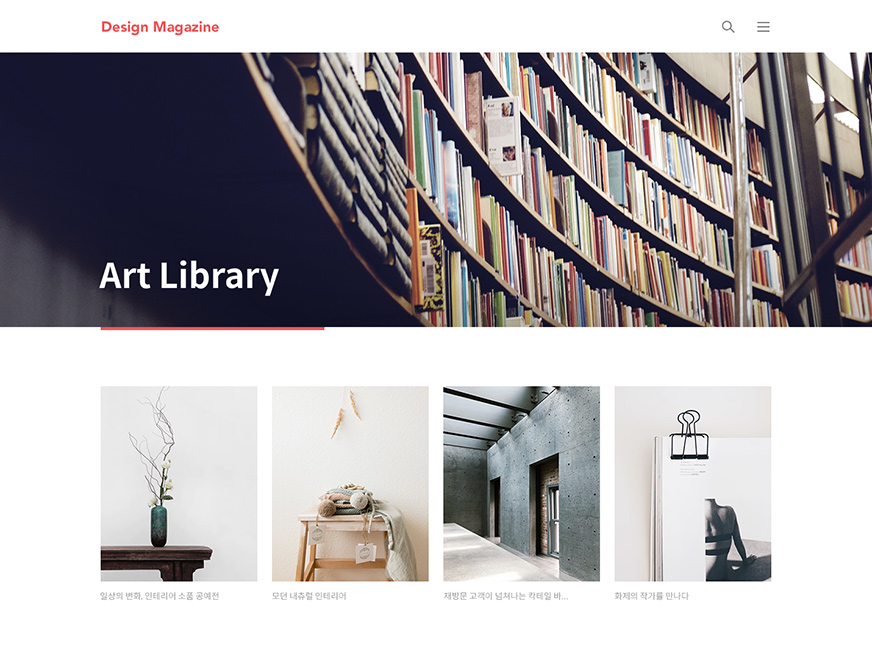 Design Magazine
Art Library
일상의 변화, 인테리어 소품 공예전
모던 내츄럴 인테리어
재방문 고객이 넘쳐나는 칵테일 바...
화제의 작가를 만나다